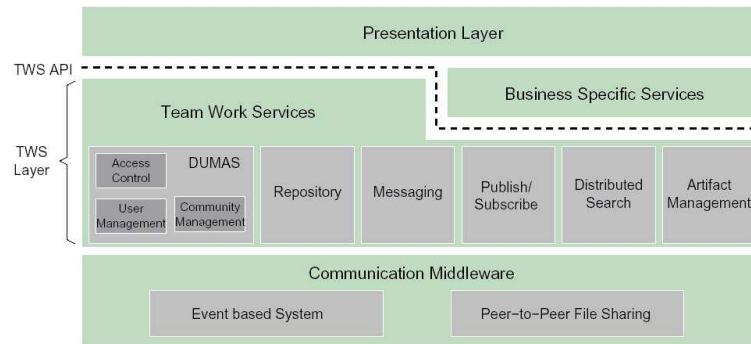 Presentation Layer
TWS API
Business Specific Services
Team Work Services
TWS
Layer
Access
Control
DUMAS
User
Management
Community
Management
Repository
Messaging
Publish/
Subscribe
Distributed
Search
Artifact
Management
Communication Middleware
Event based System
Peer-to-Peer File Sharing